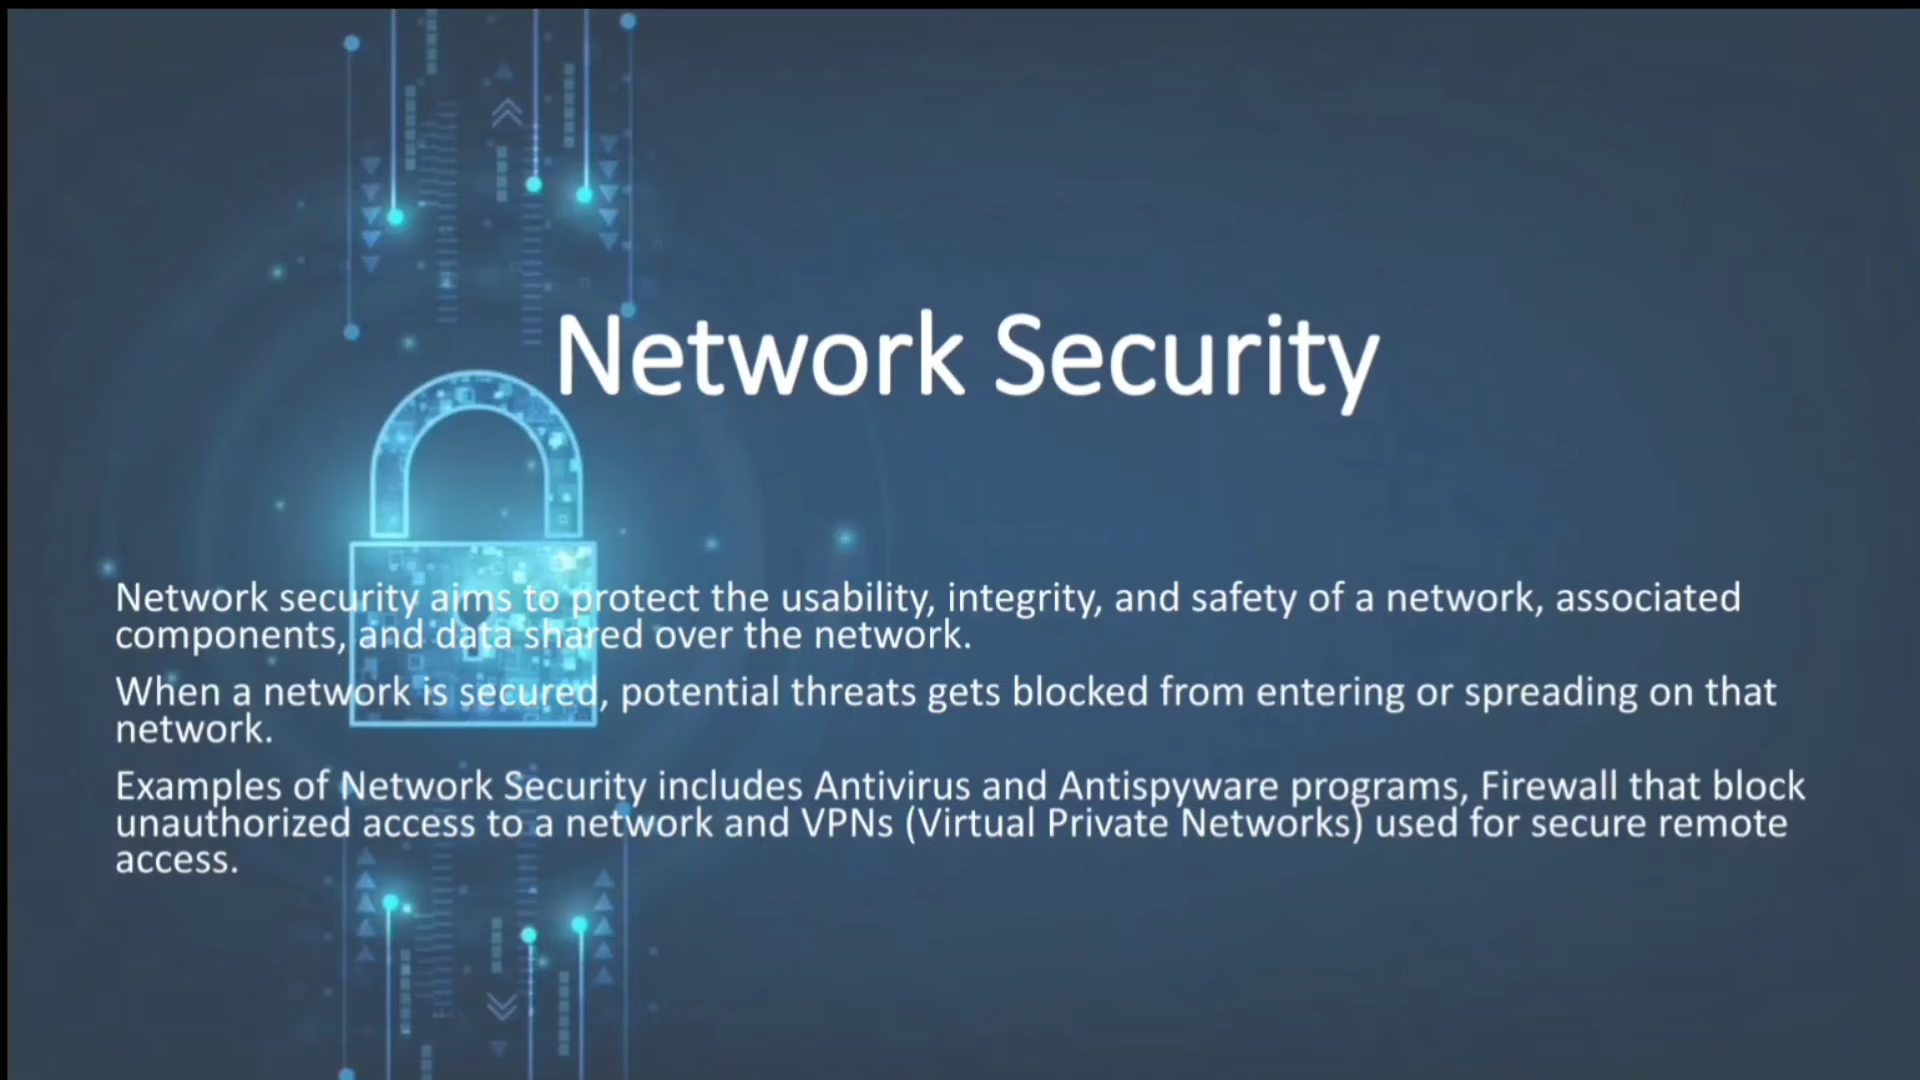 Network Security
Network security aims to protect the usability, integrity, and safety of a network, associated
components, and data shared over the network.
When a network is secured, potential threats gets blocked from entering or spreading on that
network.
Examples of Network Security includes Antivirus and Antispyware programs, Firewall that block
unauthorized access to a network and VPNs (Virtual Private Networks) used for secure remote
access.